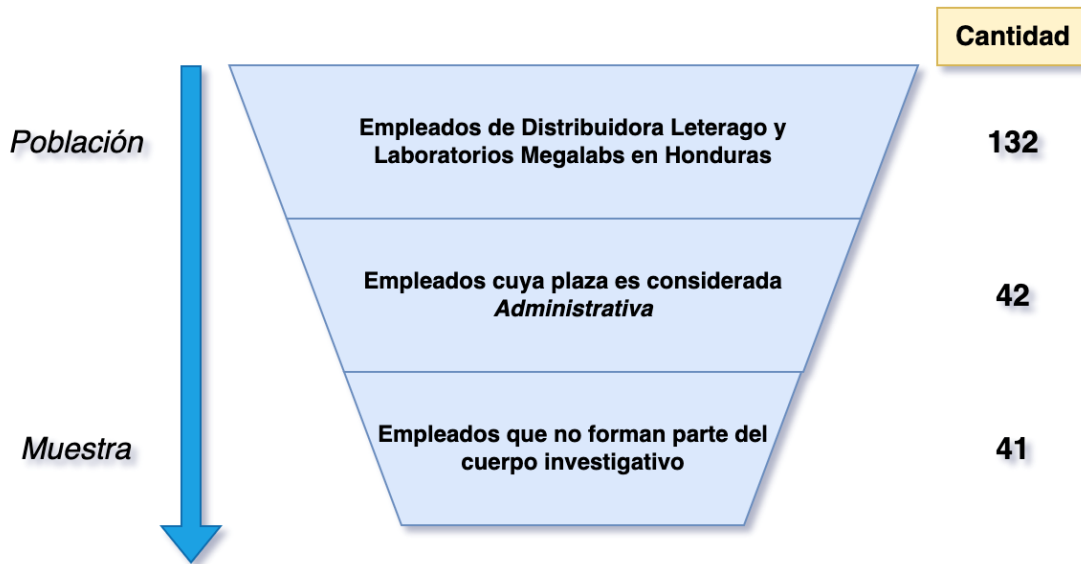 Cantidad
Población
Empleados de Distribuidora Leterago y
Laboratorios Megalabs en Honduras
132
Empleados cuya plaza es considerada
Administrativa
42
Muestra
Empleados que no forman parte del
cuerpo investigativo
41